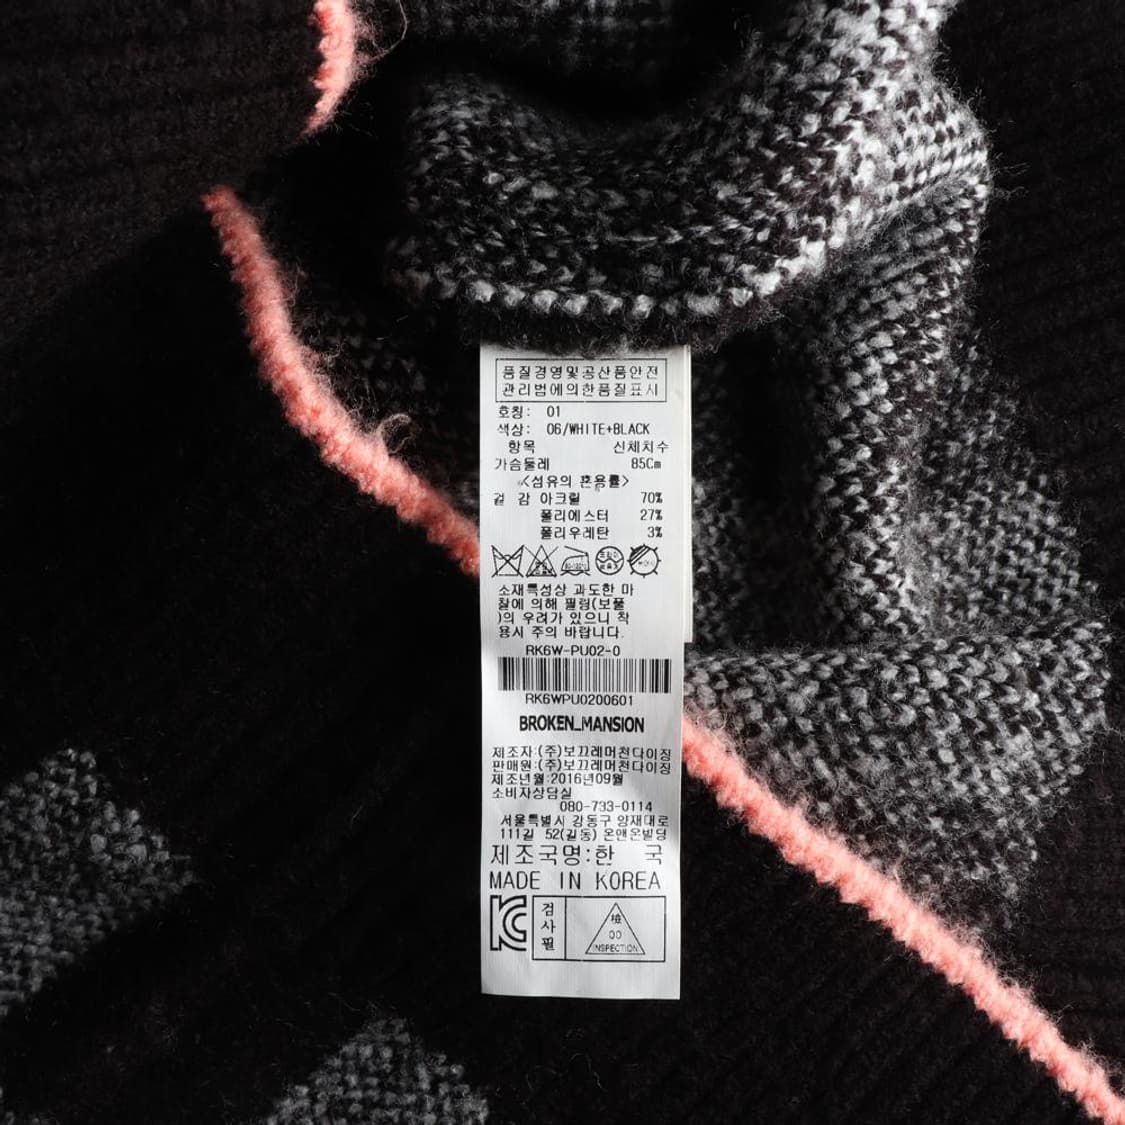 품질경영및공산품안전
관리법에의한품질표시
호칭: 01
색상: 06/WHITE+BLACK
항목 신체치수
가슴둘레 85Cm
<섬유의 혼용률>
겉 감 아크릴 70%
폴리에스터 27%
폴리우레탄 3%
소재특성상 과도한 마
찰에 의해 필링(보풀
)의 우려가 있으니 착
용시 주의 바랍니다.
RK6W-PU02-0
RK6WPU0200601
BROKEN_MANSION
제조자:(주)보끄레머천다이징
판매원:(주)보끄레머천다이징
제조년월:2016년09월
소비자상담실
080-733-0114
서울특별시 강동구 양재대로
111길 52(길동) 온앤온빌딩
제조국명:한 국
MADE IN KOREA
KC
검사필
檢
00
INSPECTION